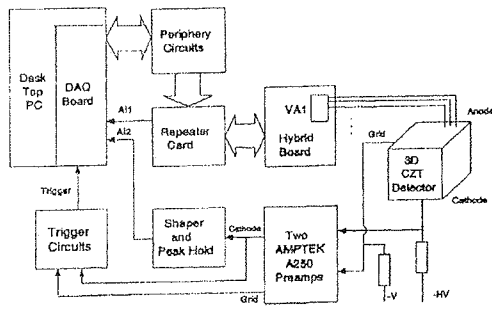 Desk
Top
PC
DAQ
Board
Periphery
Circuits
AI1
AI2
Repeater
Card
VA1
Hybrid
Board
Anode
Grid
3D
CZT
Detector
Cathode
Trigger
Trigger
Circuits
Shaper
and
Peak Hold
Cathode
Two
AMPTEK
A250
Preamps
Grid
-V
-HV